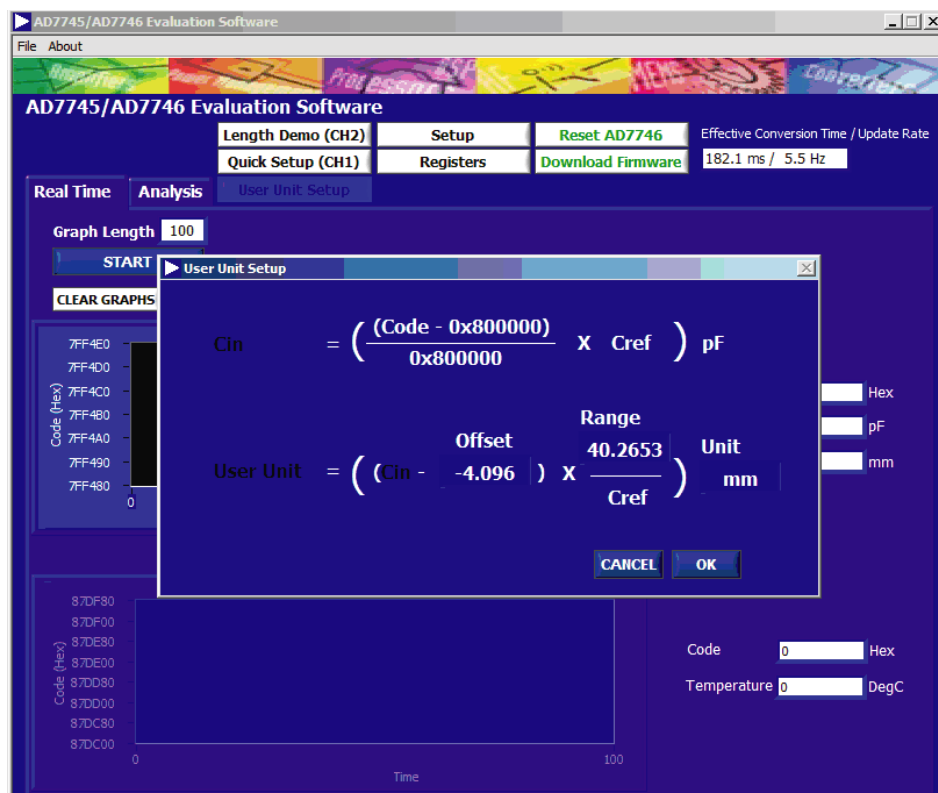 AD7745/AD7746 Evaluation Software
File About
Amplifiers Power MEMS Converters
AD7745/AD7746 Evaluation Software
Length Demo (CH2) Setup Reset AD7746 Effective Conversion Time / Update Rate
Quick Setup (CH1) Registers Download Firmware 182.1 ms / 5.5 Hz
Real Time Analysis User Unit Setup
Graph Length 100
START
CLEAR GRAPHS
User Unit Setup
Cin = ( (Code - 0x800000) / 0x800000 X Cref ) pF
Offset Range Unit
User Unit = ( (Cin - -4.096 ) X 40.2653 / Cref ) mm
CANCEL OK
Code (Hex)
7FF4E0
7FF4D0
7FF4C0
7FF4B0
7FF4A0
7FF490
7FF480
0
Hex
pF
mm
Code (Hex)
87DF80
87DF00
87DE80
87DE00
87DD80
87DD00
87DC80
87DC00
0 100
Time
Code 0 Hex
Temperature 0 DegC